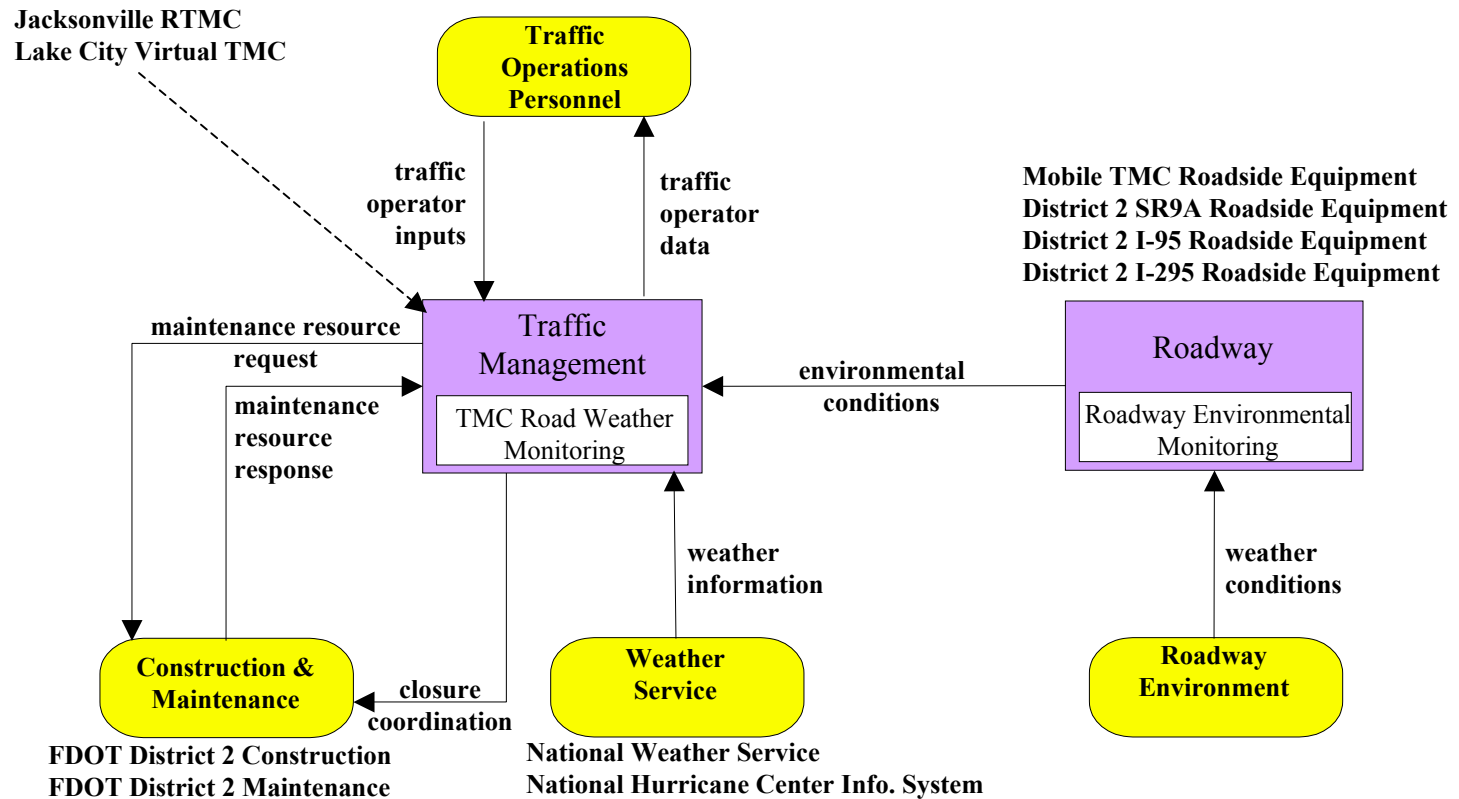 Jacksonville RTMC
Lake City Virtual TMC
Traffic
Operations
Personnel
traffic
operator
inputs
traffic
operator
data
Mobile TMC Roadside Equipment
District 2 SR9A Roadside Equipment
District 2 I-95 Roadside Equipment
District 2 I-295 Roadside Equipment
maintenance resource
request
Traffic
Management
TMC Road Weather
Monitoring
environmental
conditions
Roadway
Roadway Environmental
Monitoring
maintenance
resource
response
weather
information
weather
conditions
Construction &
Maintenance
closure
coordination
Weather
Service
Roadway
Environment
FDOT District 2 Construction
FDOT District 2 Maintenance
National Weather Service
National Hurricane Center Info. System